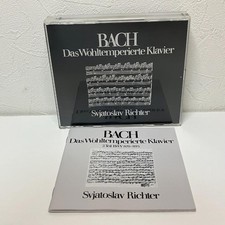 BACH
Das Wohltemperierte Klavier
Svjatoslav Richter
BACH
Das Wohltemperierte Klavier
Svjatoslav Richter